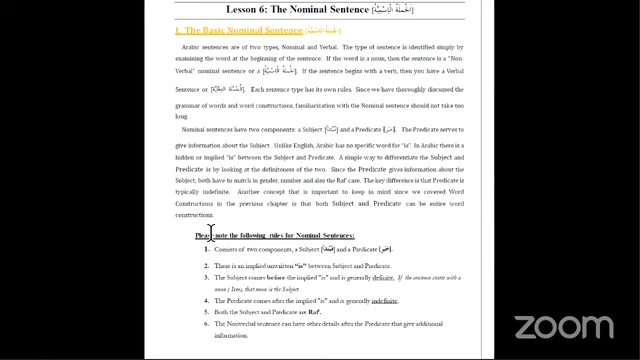 Lesson 6: The Nominal Sentence [اَلْجُمْلَةُ الْاِسْمِيَّةُ]
I. The Basic Nominal Sentence [اَلْجُمْلَةُ الْاِسْمِيَّةُ]
Arabic sentences are of two types, Nominal and Verbal. The type of sentence is identified simply by
examining the word at the beginning of the sentence. If the word is a noun, then the sentence is a "Non-
Verbal" nominal sentence or a [اَلْجُمْلَةُ الْاِسْمِيَّةُ]. If the sentence begins with a verb, then you have a Verbal
Sentence or [اَلْجُمْلَةُ الْفِعْلِيَّةُ]. Each sentence type has its own rules. Since we have thoroughly discussed the
grammar of words and word constructions, familiarization with the Nominal sentence should not take too
long.
Nominal sentences have two components: a Subject [مُبْتَدَأ] and a Predicate [خَبَر]. The Predicate serves to
give information about the Subject. Unlike English, Arabic has no specific word for "is". In Arabic there is a
hidden or implied "is" between the Subject and Predicate. A simple way to differentiate the Subject and
Predicate is by looking at the definiteness of the two. Since the Predicate gives information about the
Subject, both have to match in gender, number and also the Raf' case. The key difference is that Predicate is
typically indefinite. Another concept that is important to keep in mind since we covered Word
Constructions in the previous chapter is that both Subject and Predicate can be entire word
constructions.
note the following rules for Nominal Sentences:
1. Consists of two components, a Subject [مُبْتَدَأ] and a Predicate [خَبَر].
2. There is an implied unwritten "is" between Subject and Predicate.
3. The Subject comes before the implied "is" and is generally definite. If the sentence starts with a
noun ( Ism), that noun is the Subject
4. The Predicate comes after the implied "is" and is generally indefinite.
5. Both the Subject and Predicate are Raf'.
6. The Nonverbal sentence can have other details after the Predicate that give additional
information.
zoom